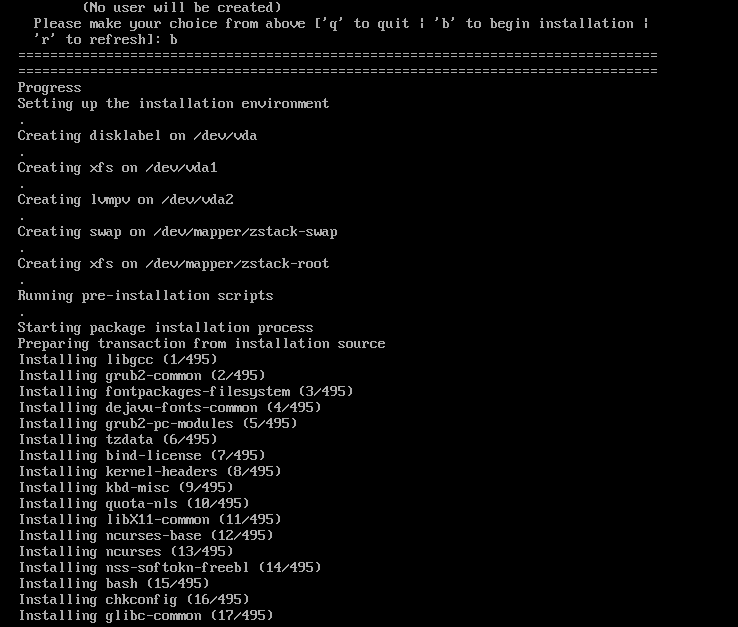 (No user will be created)
Please make your choice from above ['q' to quit | 'b' to begin installation |
'r' to refresh]: b
================================================================================
================================================================================
Progress
Setting up the installation environment
.
Creating disklabel on /dev/vda
.
Creating xfs on /dev/vda1
.
Creating lvmpv on /dev/vda2
.
Creating swap on /dev/mapper/zstack-swap
.
Creating xfs on /dev/mapper/zstack-root
.
Running pre-installation scripts
.
Starting package installation process
Preparing transaction from installation source
Installing libgcc (1/495)
Installing grub2-common (2/495)
Installing fontpackages-filesystem (3/495)
Installing dejavu-fonts-common (4/495)
Installing grub2-pc-modules (5/495)
Installing tzdata (6/495)
Installing bind-license (7/495)
Installing kernel-headers (8/495)
Installing kbd-misc (9/495)
Installing quota-nls (10/495)
Installing libX11-common (11/495)
Installing ncurses-base (12/495)
Installing ncurses (13/495)
Installing nss-softokn-freebl (14/495)
Installing bash (15/495)
Installing chkconfig (16/495)
Installing glibc-common (17/495)